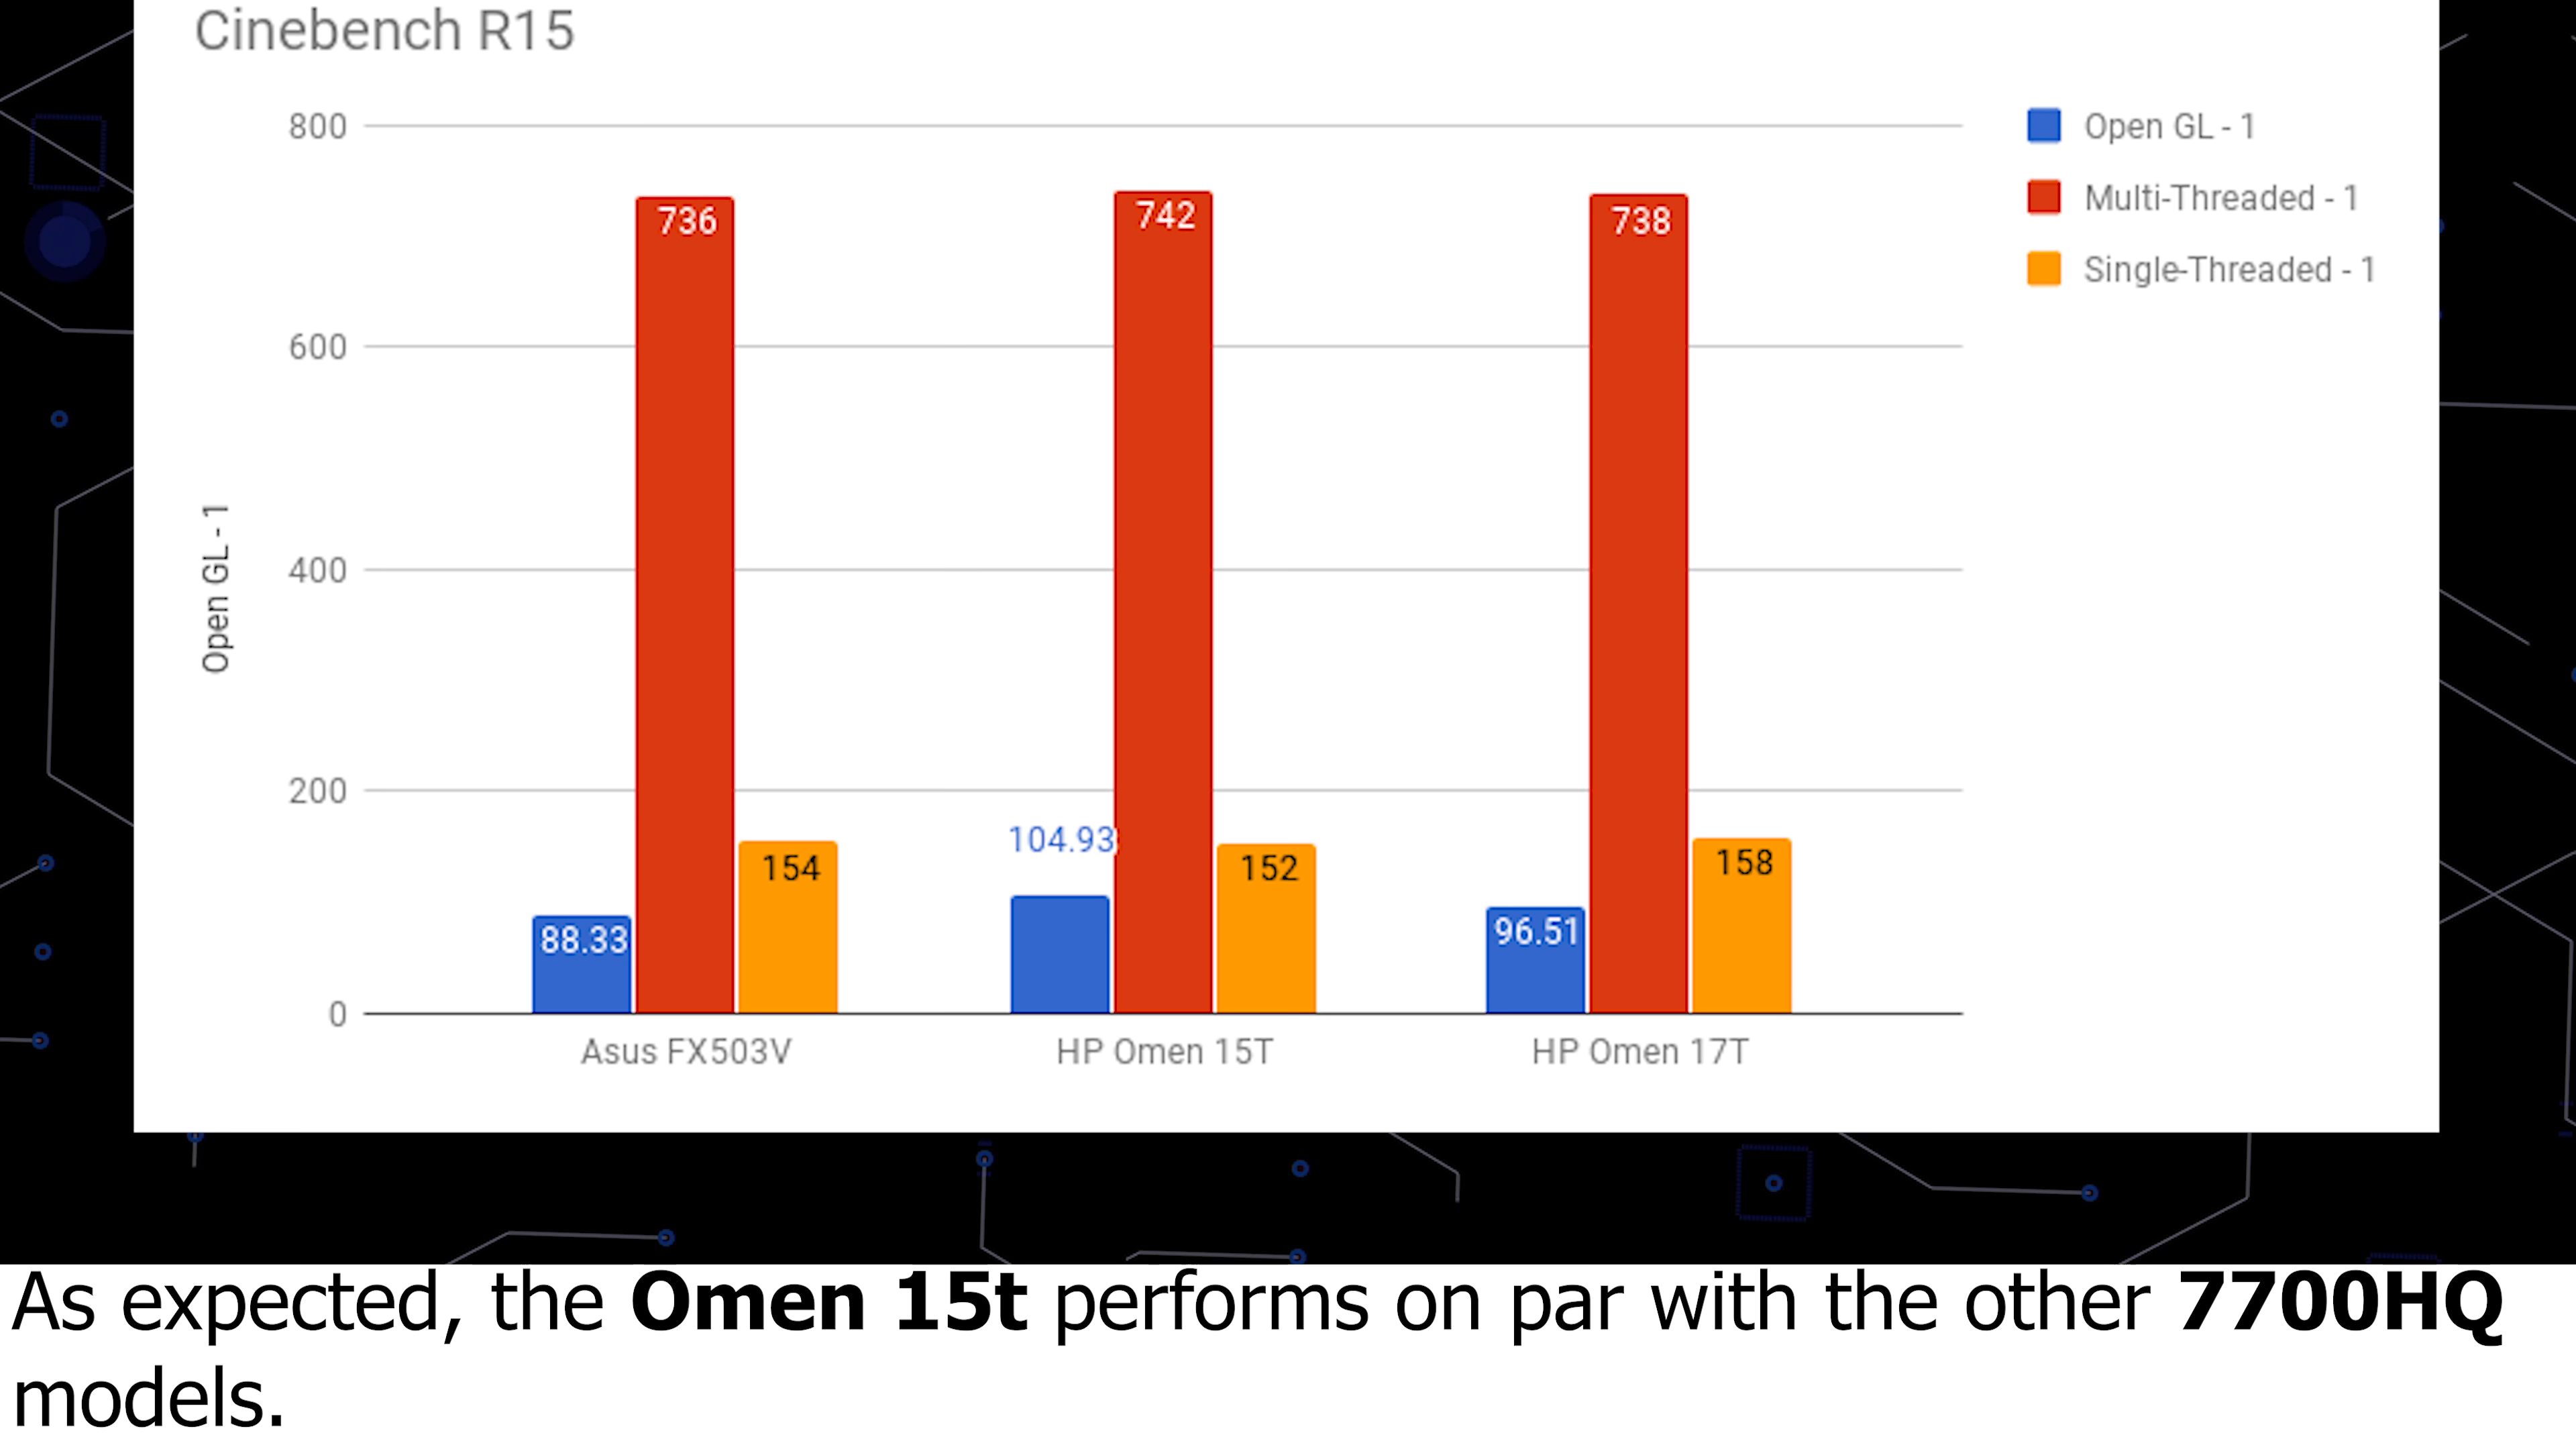 Cinebench R15
800
600
400
200
0
Open GL - 1
Open GL - 1
Multi-Threaded - 1
Single-Threaded - 1
88.33
736
154
104.93
742
152
96.51
738
158
Asus FX503V
HP Omen 15T
HP Omen 17T
As expected, the Omen 15t performs on par with the other 7700HQ
models.